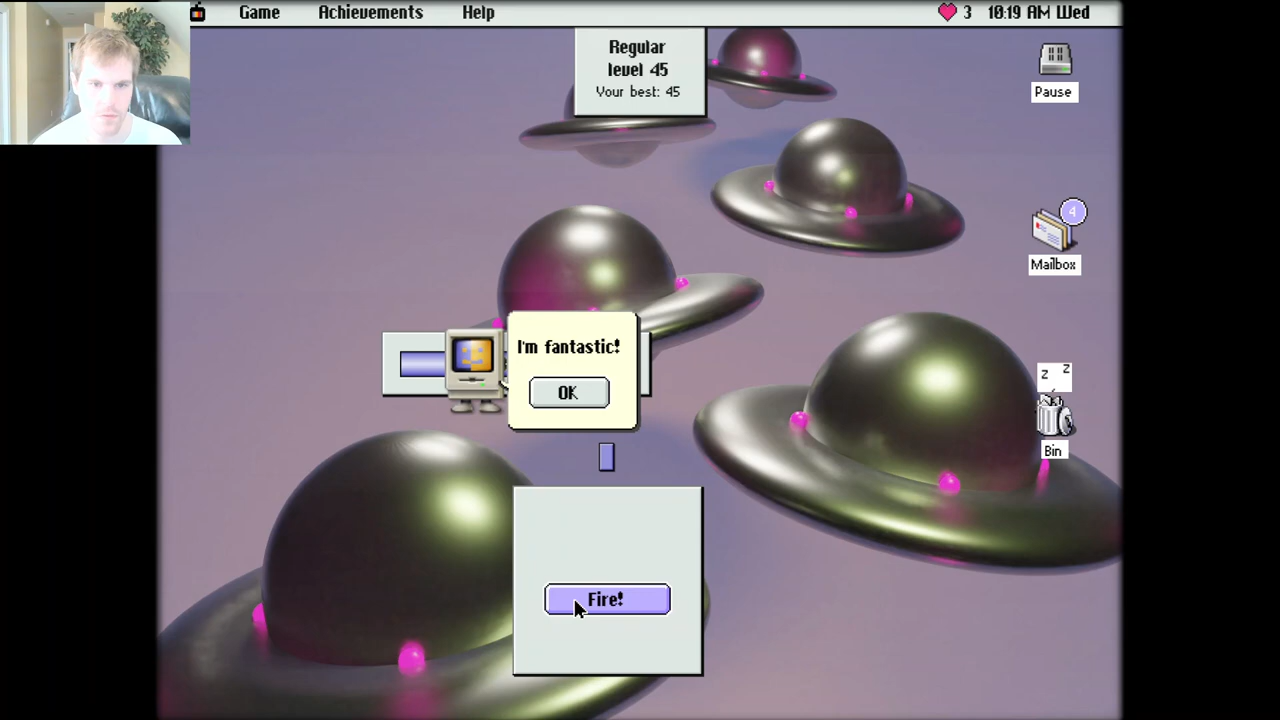 Game Achievements Help 3 10:19 AM Wed
Regular
level 45
Your best: 45
Pause
4
Mailbox
I'm fantastic!
OK
z z
Bin
Fire!